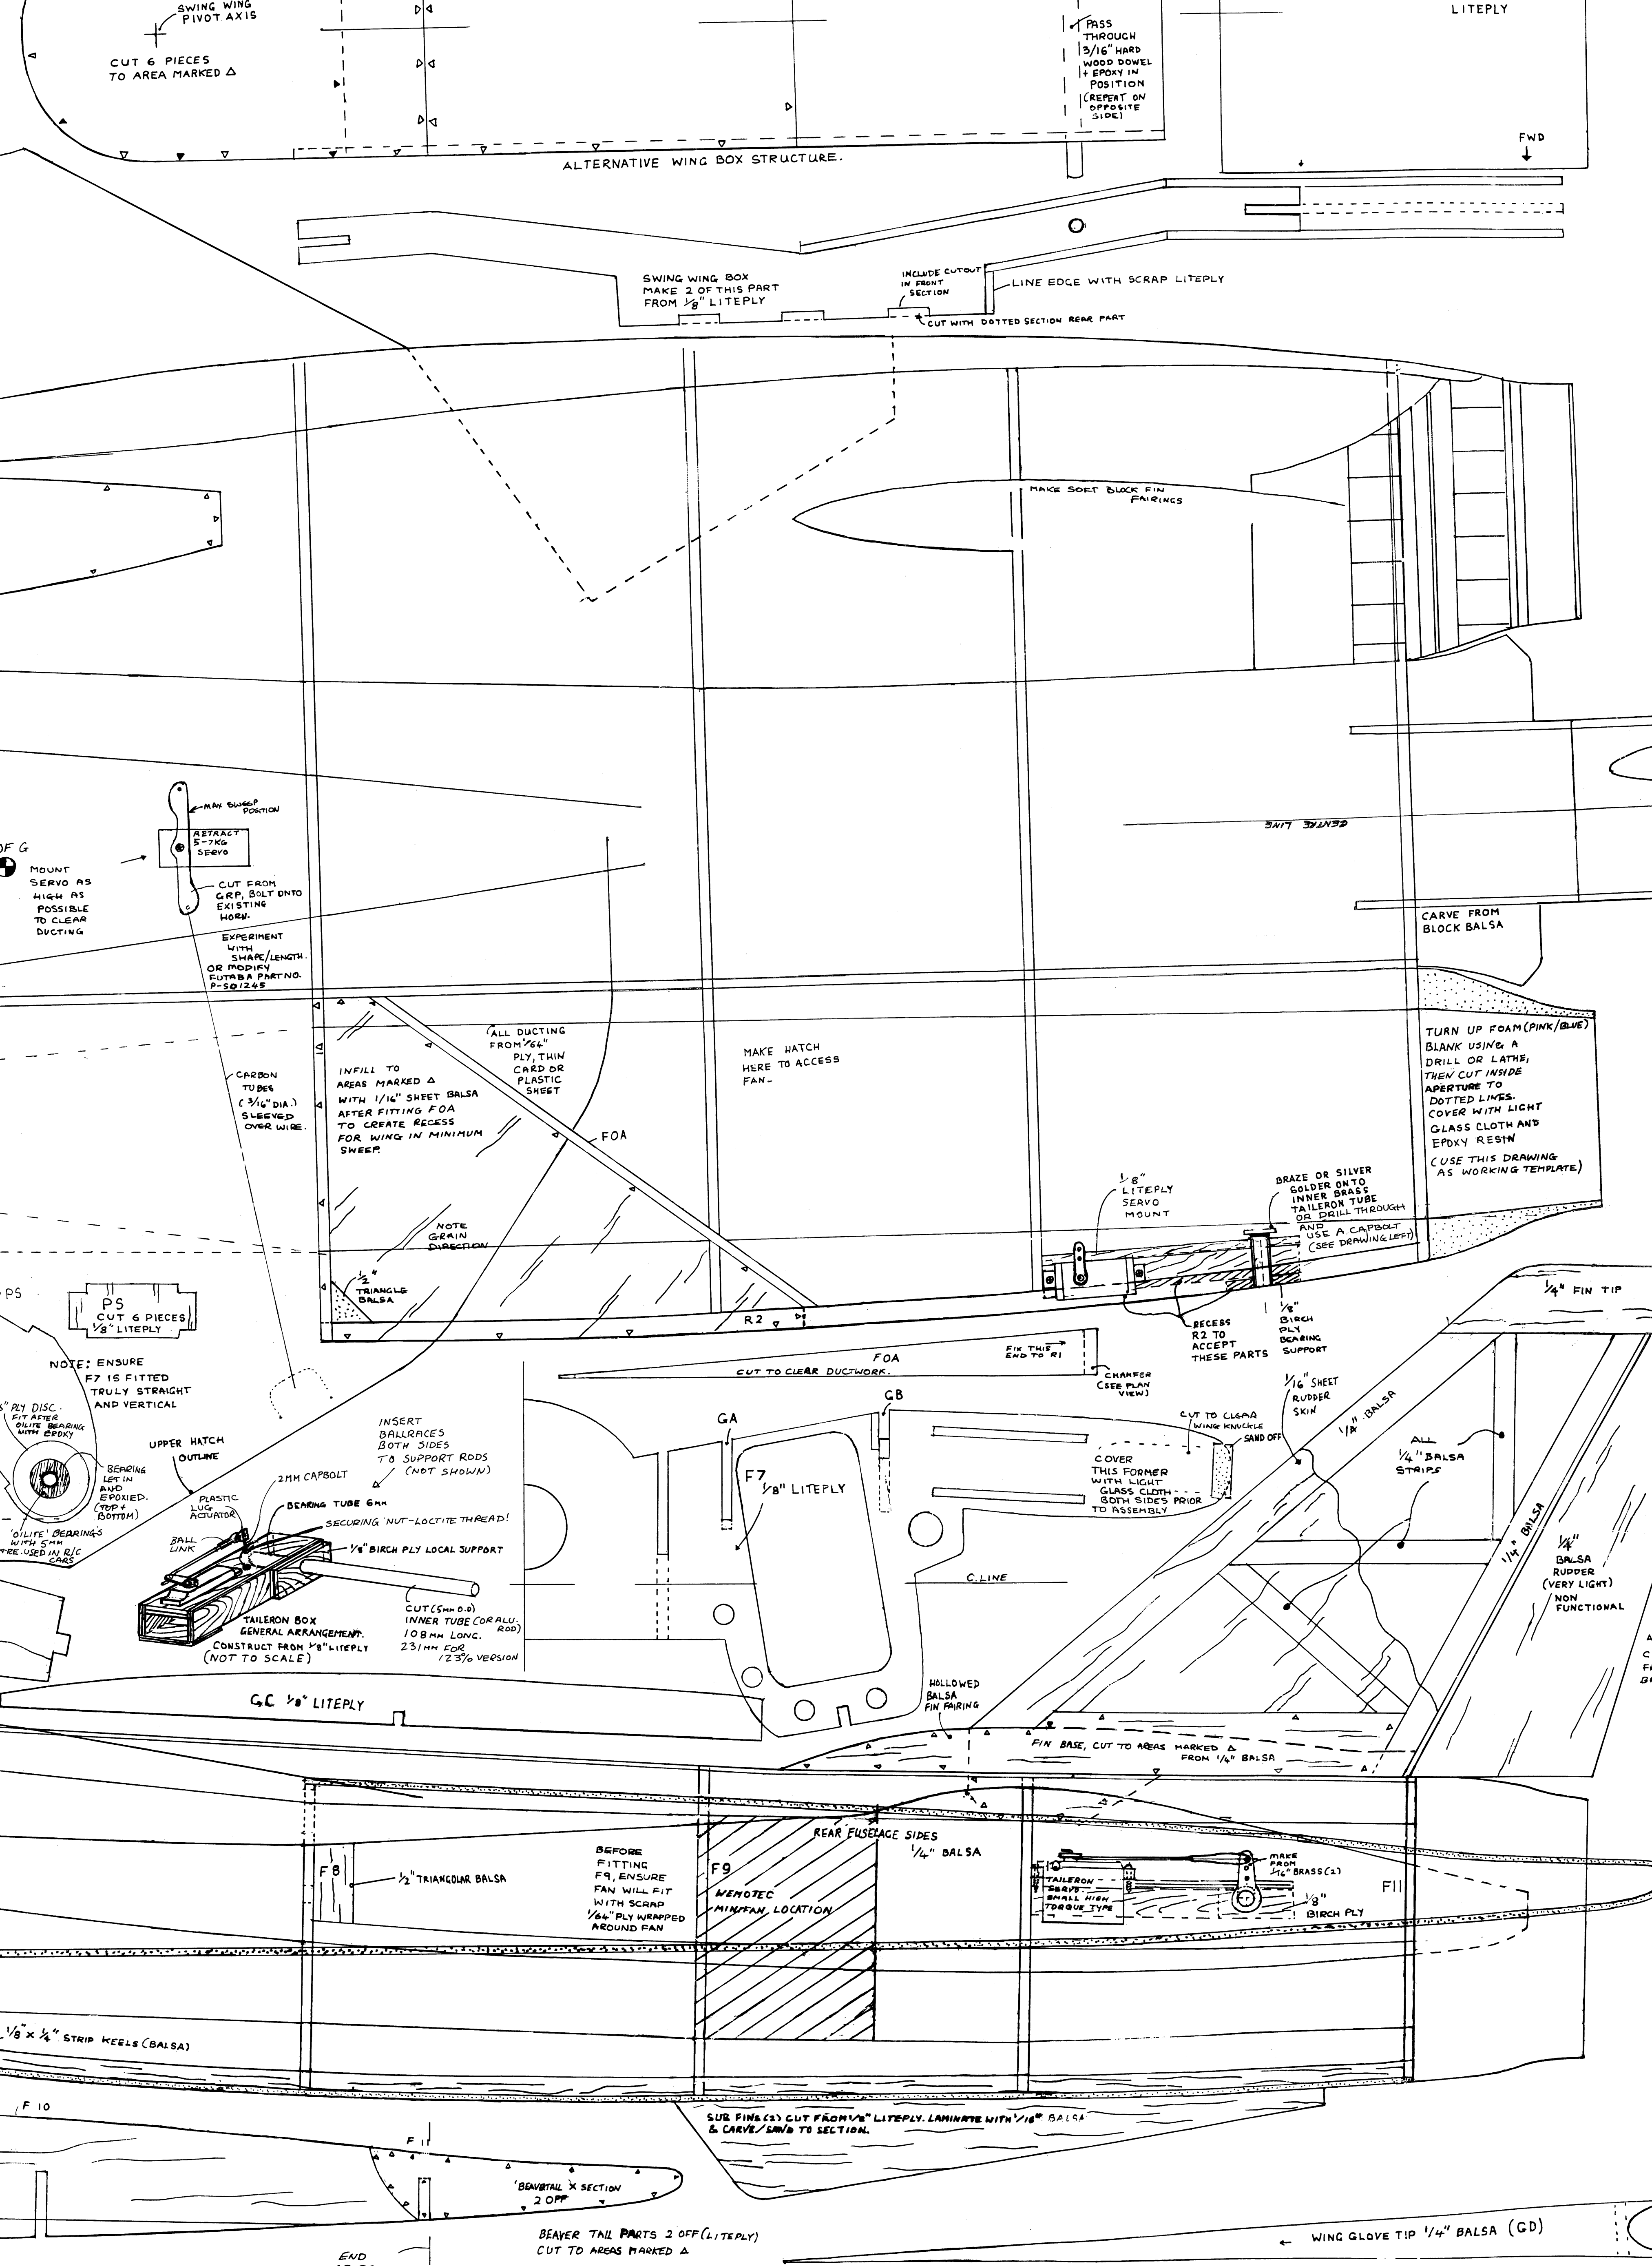 SWING WING
PIVOT AXIS
CUT 6 PIECES
TO AREA MARKED △
PASS
THROUGH
3/16" HARD
WOOD DOWEL
+ EPOXY IN
POSITION
(REPEAT ON
OPPOSITE
SIDE)
LITEPLY
FWD
ALTERNATIVE WING BOX STRUCTURE.
SWING WING BOX
MAKE 2 OF THIS PART
FROM 1/8" LITEPLY
INCLUDE CUTOUT
IN FRONT
SECTION
LINE EDGE WITH SCRAP LITEPLY
CUT WITH DOTTED SECTION REAR PART
MAKE SOFT BLOCK FIN
FAIRINGS
MAX SWEEP
POSITION
RETRACT
5-7KG
SERVO
OF G
MOUNT
SERVO AS
HIGH AS
POSSIBLE
TO CLEAR
DUCTING
CUT FROM
GRP, BOLT ONTO
EXISTING
HORN.
EXPERIMENT
WITH
SHAPE/LENGTH.
OR MODIFY
FUTABA PART NO.
P-SO1245
CENTRE LINE
CARVE FROM
BLOCK BALSA
CARBON
TUBES
(3/16" DIA.)
SLEEVED
OVER WIRE.
INFILL TO
AREAS MARKED △
WITH 1/16" SHEET BALSA
AFTER FITTING FOA
TO CREATE RECESS
FOR WING IN MINIMUM
SWEEP.
(ALL DUCTING
FROM 1/64"
PLY, THIN
CARD OR
PLASTIC
SHEET
FOA
MAKE HATCH
HERE TO ACCESS
FAN-
TURN UP FOAM (PINK/BLUE)
BLANK USING A
DRILL OR LATHE,
THEN CUT INSIDE
APERTURE TO
DOTTED LINES.
COVER WITH LIGHT
GLASS CLOTH AND
EPOXY RESIN
(USE THIS DRAWING
AS WORKING TEMPLATE)
NOTE
GRAIN
DIRECTION
1/8"
LITEPLY
SERVO
MOUNT
BRAZE OR SILVER
SOLDER ONTO
INNER BRASS
TAILERON TUBE
OR DRILL THROUGH
AND
USE A CAPBOLT
(SEE DRAWING LEFT)
1/2"
TRIANGLE
BALSA
R2
RECESS
R2 TO
ACCEPT
THESE PARTS
1/8"
BIRCH
PLY
BEARING
SUPPORT
1/4" FIN TIP
PS
PS
CUT 6 PIECES
1/8" LITEPLY
NOTE: ENSURE
F7 IS FITTED
TRULY STRAIGHT
AND VERTICAL
FOA
CUT TO CLEAR DUCTWORK.
FIX THIS
END TO R1
CHAMFER
(SEE PLAN
VIEW)
1/16" SHEET
RUDDER
SKIN
1/4" BALSA
ALL
1/4" BALSA
STRIPS
1/4" BALSA
1/4"
BALSA
RUDDER
(VERY LIGHT)
NON
FUNCTIONAL
PLY DISC.
FIT AFTER
OILITE BEARING
WITH EPOXY
BEARING
LET IN
AND
EPOXIED.
(TOP +
BOTTOM)
'OILITE' BEARINGS
WITH 5MM
USED IN R/C
CARS
UPPER HATCH
OUTLINE
INSERT
BALLRACES
BOTH SIDES
TO SUPPORT RODS
(NOT SHOWN)
2MM CAPBOLT
PLASTIC
LUG
ACTUATOR
BEARING TUBE 6MM
SECURING NUT-LOCTITE THREAD!
BALL
LINK
1/8" BIRCH PLY LOCAL SUPPORT
CUT (5MM O.D)
INNER TUBE (OR ALU.
ROD)
108MM LONG.
231MM FOR
123% VERSION
TAILERON BOX
GENERAL ARRANGEMENT.
CONSTRUCT FROM 1/8" LITEPLY
(NOT TO SCALE)
GA
GB
F7
1/8" LITEPLY
CUT TO CLEAR
WING KNUCKLE
SAND OFF
COVER
THIS FORMER
WITH LIGHT
GLASS CLOTH
BOTH SIDES PRIOR
TO ASSEMBLY
C.LINE
GC 1/8" LITEPLY
HOLLOWED
BALSA
FIN FAIRING
FIN BASE, CUT TO AREAS MARKED △
FROM 1/4" BALSA
F8
1/2" TRIANGULAR BALSA
BEFORE
FITTING
F9, ENSURE
FAN WILL FIT
WITH SCRAP
1/64" PLY WRAPPED
AROUND FAN
F9
WEMOTEC
MINIFAN LOCATION
REAR FUSELAGE SIDES
1/4" BALSA
TAILERON
SERVO
SMALL HIGH
TORQUE TYPE
MAKE
FROM
1/16" BRASS (2)
1/8"
BIRCH PLY
F11
1/8" X 1/4" STRIP KEELS (BALSA)
SUB FINS (2) CUT FROM 1/8" LITEPLY. LAMINATE WITH 1/16" BALSA
& CARVE/SAND TO SECTION.
F 10
F 11
'BEAVERTAIL X SECTION
2 OFF
BEAVER TAIL PARTS 2 OFF (LITEPLY)
CUT TO AREAS MARKED △
END
WING GLOVE TIP 1/4" BALSA (GD)